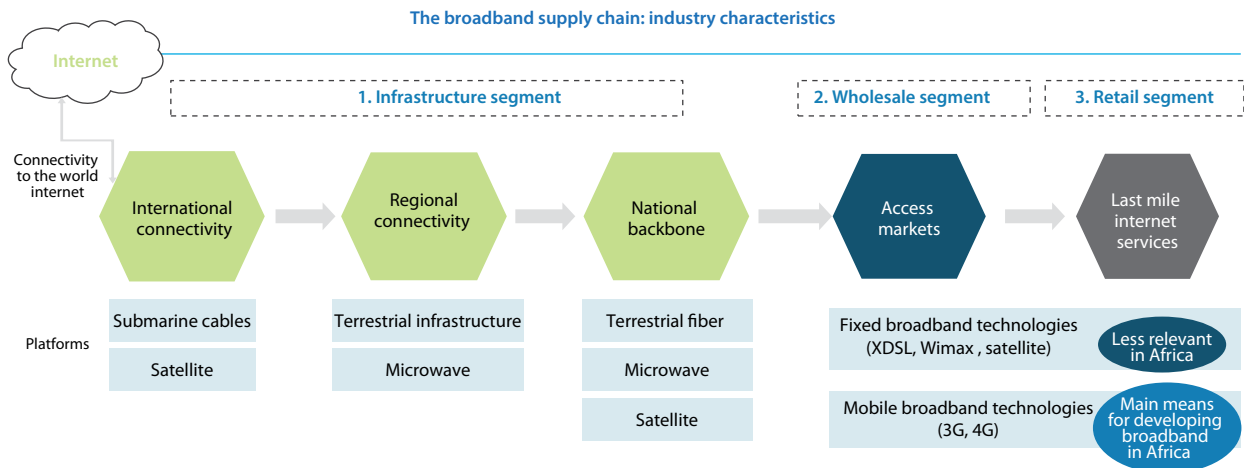 The broadband supply chain: industry characteristics
Internet
1. Infrastructure segment
2. Wholesale segment
3. Retail segment
Connectivity
to the world
internet
International
connectivity
Regional
connectivity
National
backbone
Access
markets
Last mile
internet
services
Platforms
Submarine cables
Satellite
Terrestrial infrastructure
Microwave
Terrestrial fiber
Microwave
Satellite
Fixed broadband technologies
(XDSL, Wimax , satellite)
Less relevant
in Africa
Mobile broadband technologies
(3G, 4G)
Main means
for developing
broadband
in Africa